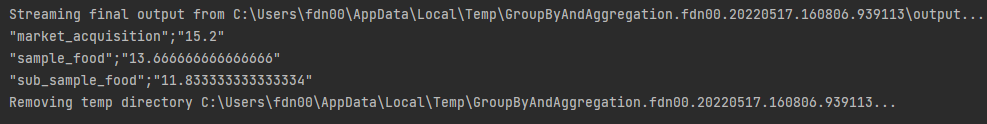 Streaming final output from C:\Users\fdn00\AppData\Local\Temp\GroupByAndAggregation.fdn00.20220517.160806.939113\output...
"market_acquisition";"15.2"
"sample_food";"13.666666666666666"
"sub_sample_food";"11.833333333333334"
Removing temp directory C:\Users\fdn00\AppData\Local\Temp\GroupByAndAggregation.fdn00.20220517.160806.939113...